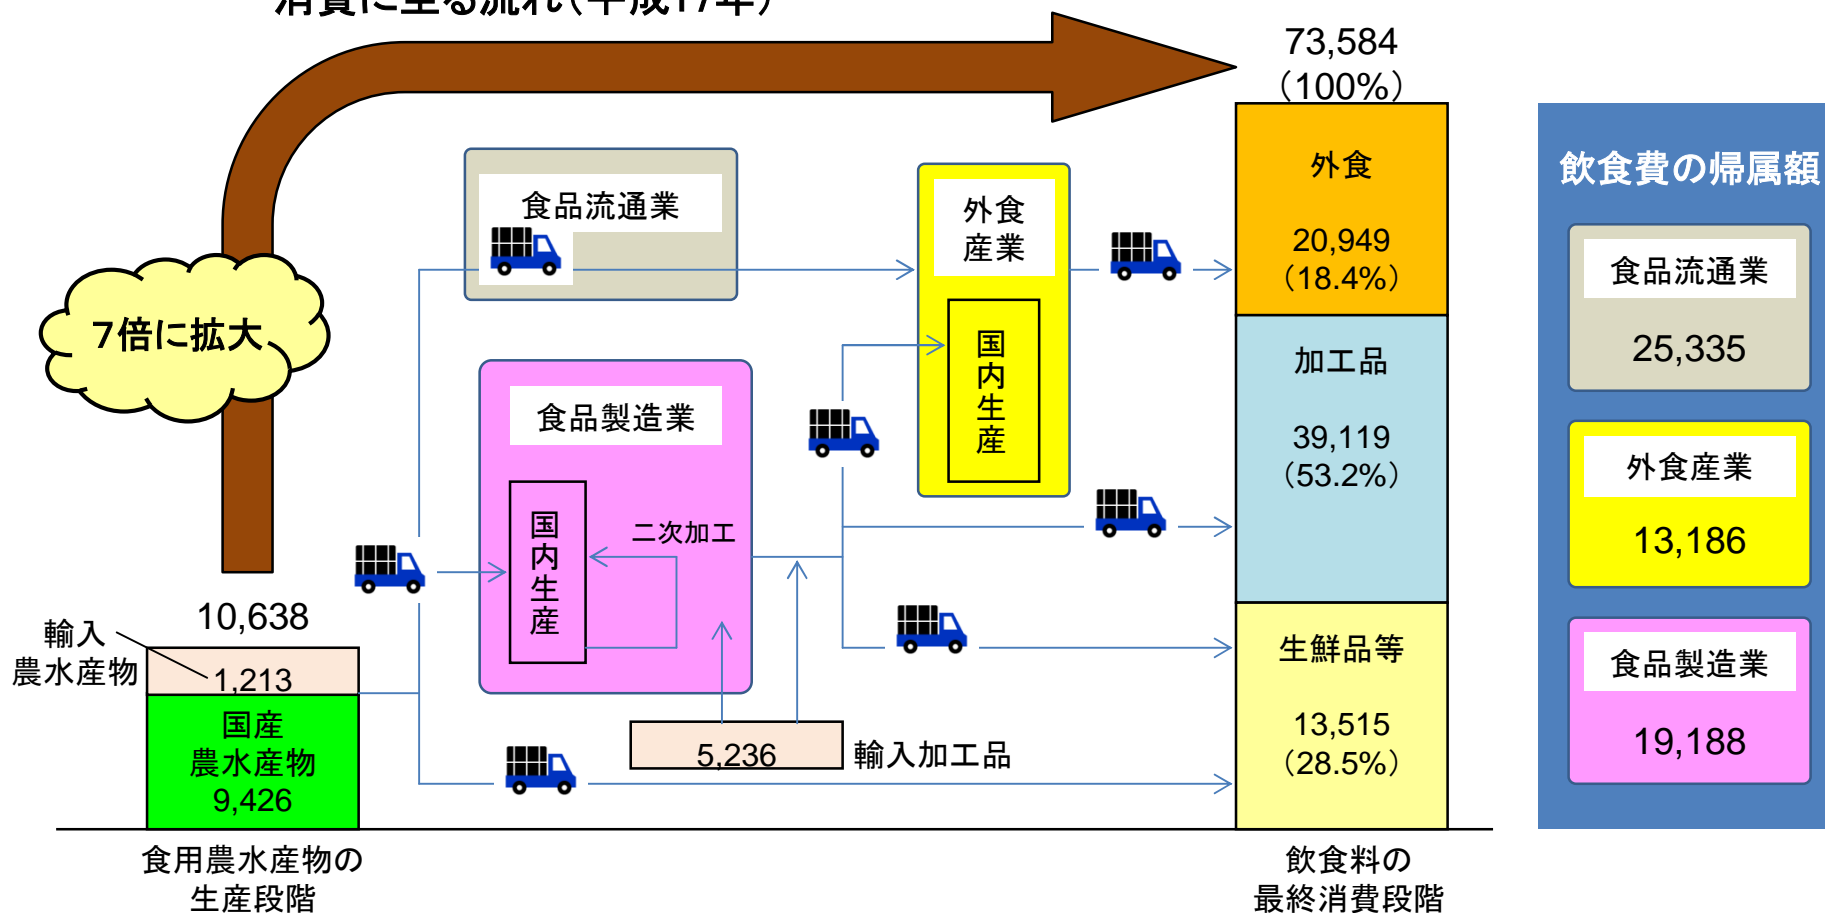 消費に至る流れ（平成17年）
73,584
（100%）
外食
20,949
（18.4%）
加工品
39,119
（53.2%）
生鮮品等
13,515
（28.5%）
飲食料の
最終消費段階
7倍に拡大
食品流通業
外食
産業
国内生産
食品製造業
国内生産
二次加工
5,236
輸入加工品
10,638
輸入
農水産物
1,213
国産
農水産物
9,426
食用農水産物の
生産段階
飲食費の帰属額
食品流通業
25,335
外食産業
13,186
食品製造業
19,188